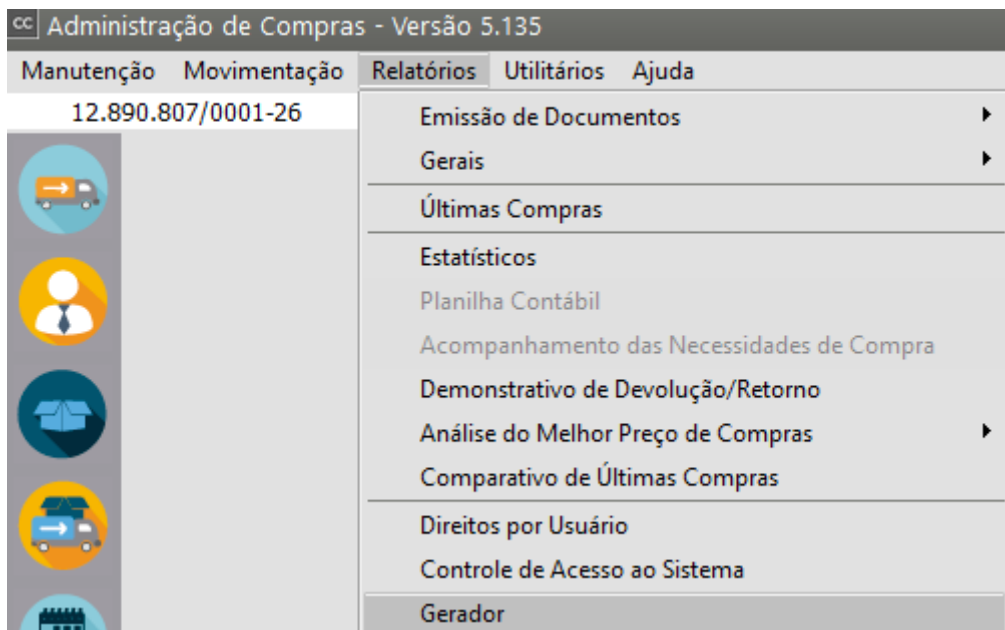 cc Administração de Compras - Versão 5.135
Manutenção Movimentação Relatórios Utilitários Ajuda
12.890.807/0001-26
Emissão de Documentos
Gerais
Últimas Compras
Estatísticos
Planilha Contábil
Acompanhamento das Necessidades de Compra
Demonstrativo de Devolução/Retorno
Análise do Melhor Preço de Compras
Comparativo de Últimas Compras
Direitos por Usuário
Controle de Acesso ao Sistema
Gerador